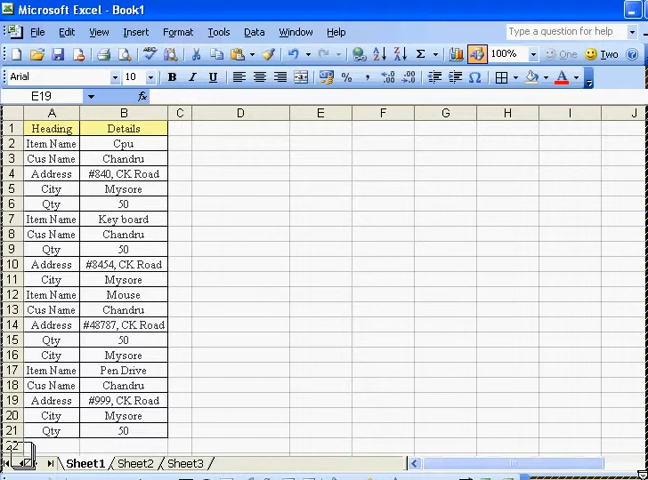 Microsoft Excel - Book1
File Edit View Insert Format Tools Data Window Help Type a question for help
100% One Two
Arial 10 B I U
E19 fx
A B C D E F G H I J
1 Heading Details
2 Item Name Cpu
3 Cus Name Chandru
4 Address #840, CK Road
5 City Mysore
6 Qty 50
7 Item Name Key board
8 Cus Name Chandru
9 Qty 50
10 Address #8454, CK Road
11 City Mysore
12 Item Name Mouse
13 Cus Name Chandru
14 Address #48787, CK Road
15 Qty 50
16 City Mysore
17 Item Name Pen Drive
18 Cus Name Chandru
19 Address #999, CK Road
20 City Mysore
21 Qty 50
22
Sheet1 Sheet2 Sheet3